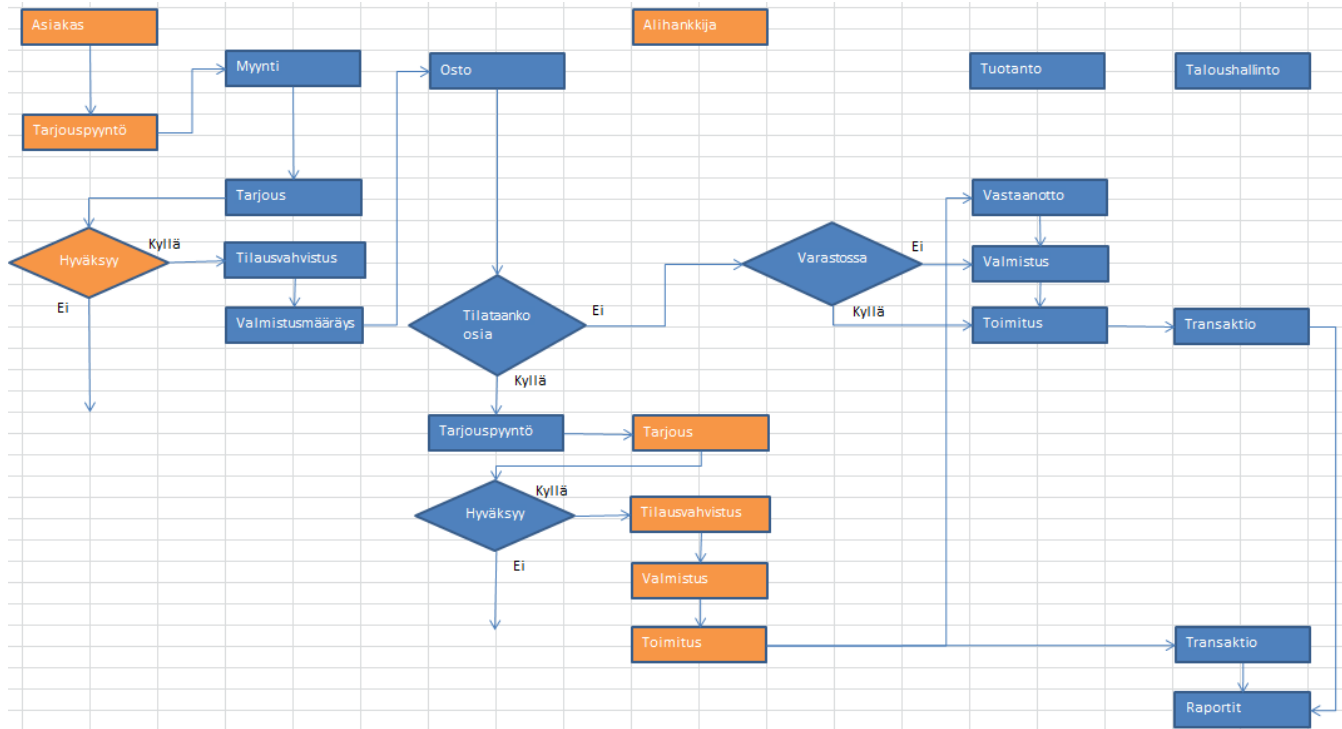 Asiakas
Alihankkija
Myynti
Osto
Tuotanto
Taloushallinto
Tarjouspyyntö
Tarjous
Vastaanotto
Kyllä
Hyväksyy
Tilausvahvistus
Varastossa
Ei
Valmistus
Ei
Valmistusmääräys
Tilataanko
osia
Ei
Kyllä
Toimitus
Transaktio
Kyllä
Tarjouspyyntö
Tarjous
Kyllä
Hyväksyy
Tilausvahvistus
Ei
Valmistus
Toimitus
Transaktio
Raportit